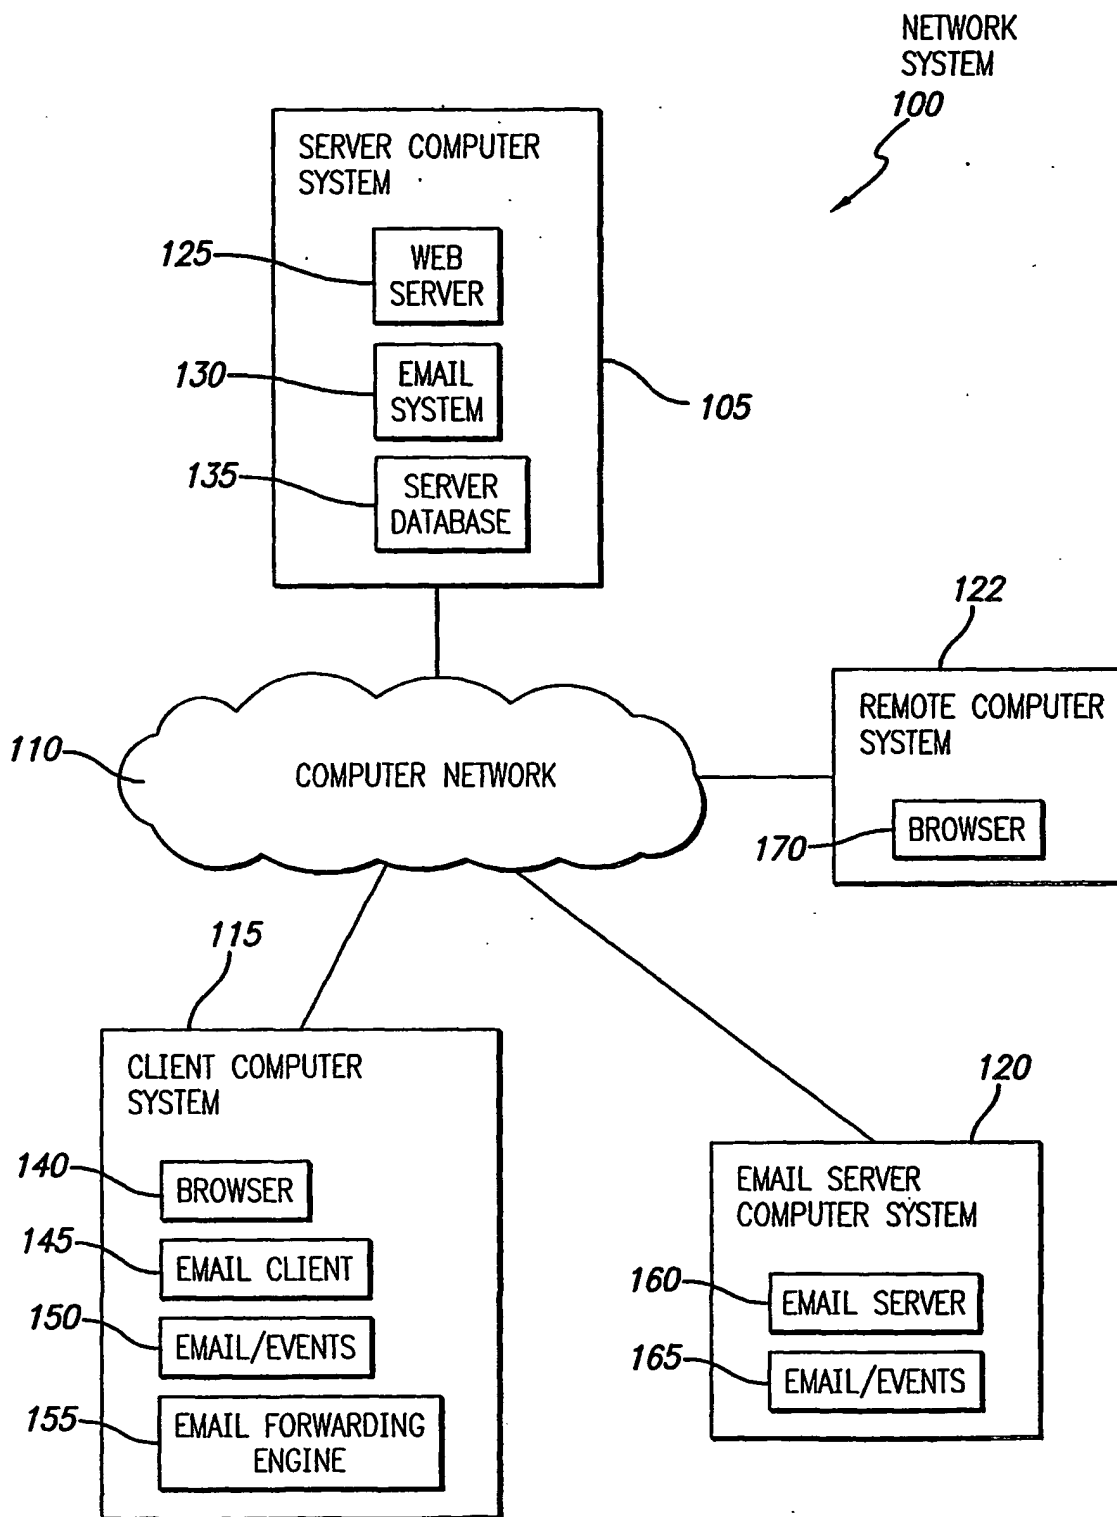 NETWORK
SYSTEM
100
SERVER COMPUTER
SYSTEM
125
WEB
SERVER
130
EMAIL
SYSTEM
105
135
SERVER
DATABASE
122
REMOTE COMPUTER
SYSTEM
110
COMPUTER NETWORK
170
BROWSER
115
CLIENT COMPUTER
SYSTEM
140
BROWSER
145
EMAIL CLIENT
150
EMAIL/EVENTS
155
EMAIL FORWARDING
ENGINE
120
EMAIL SERVER
COMPUTER SYSTEM
160
EMAIL SERVER
165
EMAIL/EVENTS